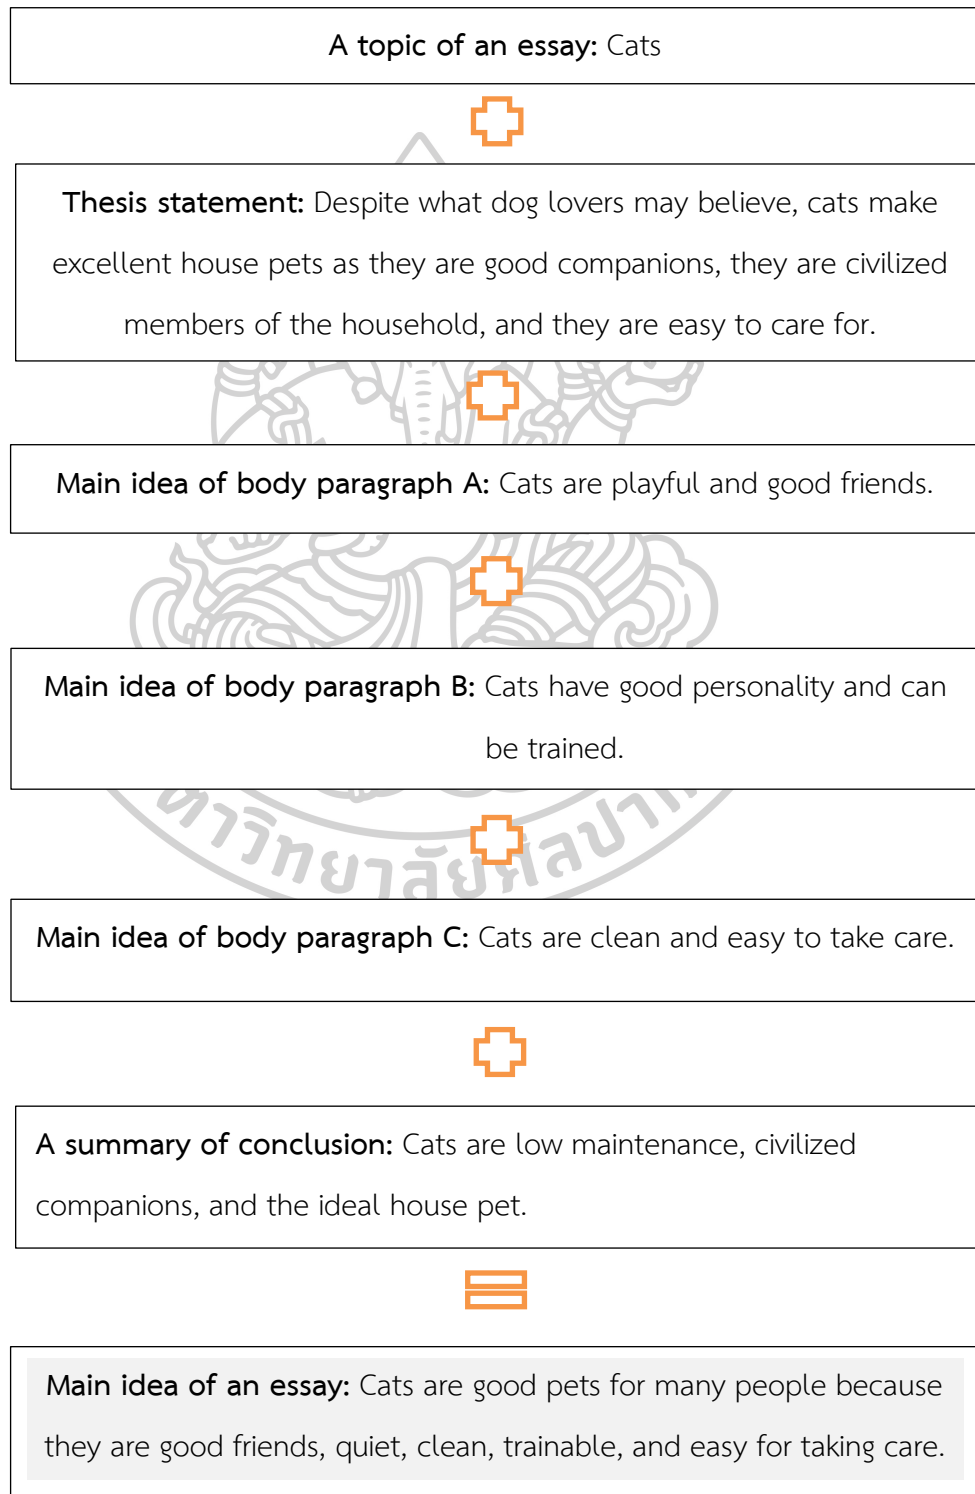 A topic of an essay: Cats
Thesis statement: Despite what dog lovers may believe, cats make
excellent house pets as they are good companions, they are civilized
members of the household, and they are easy to care for.
Main idea of body paragraph A: Cats are playful and good friends.
Main idea of body paragraph B: Cats have good personality and can
be trained.
Main idea of body paragraph C: Cats are clean and easy to take care.
A summary of conclusion: Cats are low maintenance, civilized
companions, and the ideal house pet.
Main idea of an essay: Cats are good pets for many people because
they are good friends, quiet, clean, trainable, and easy for taking care.